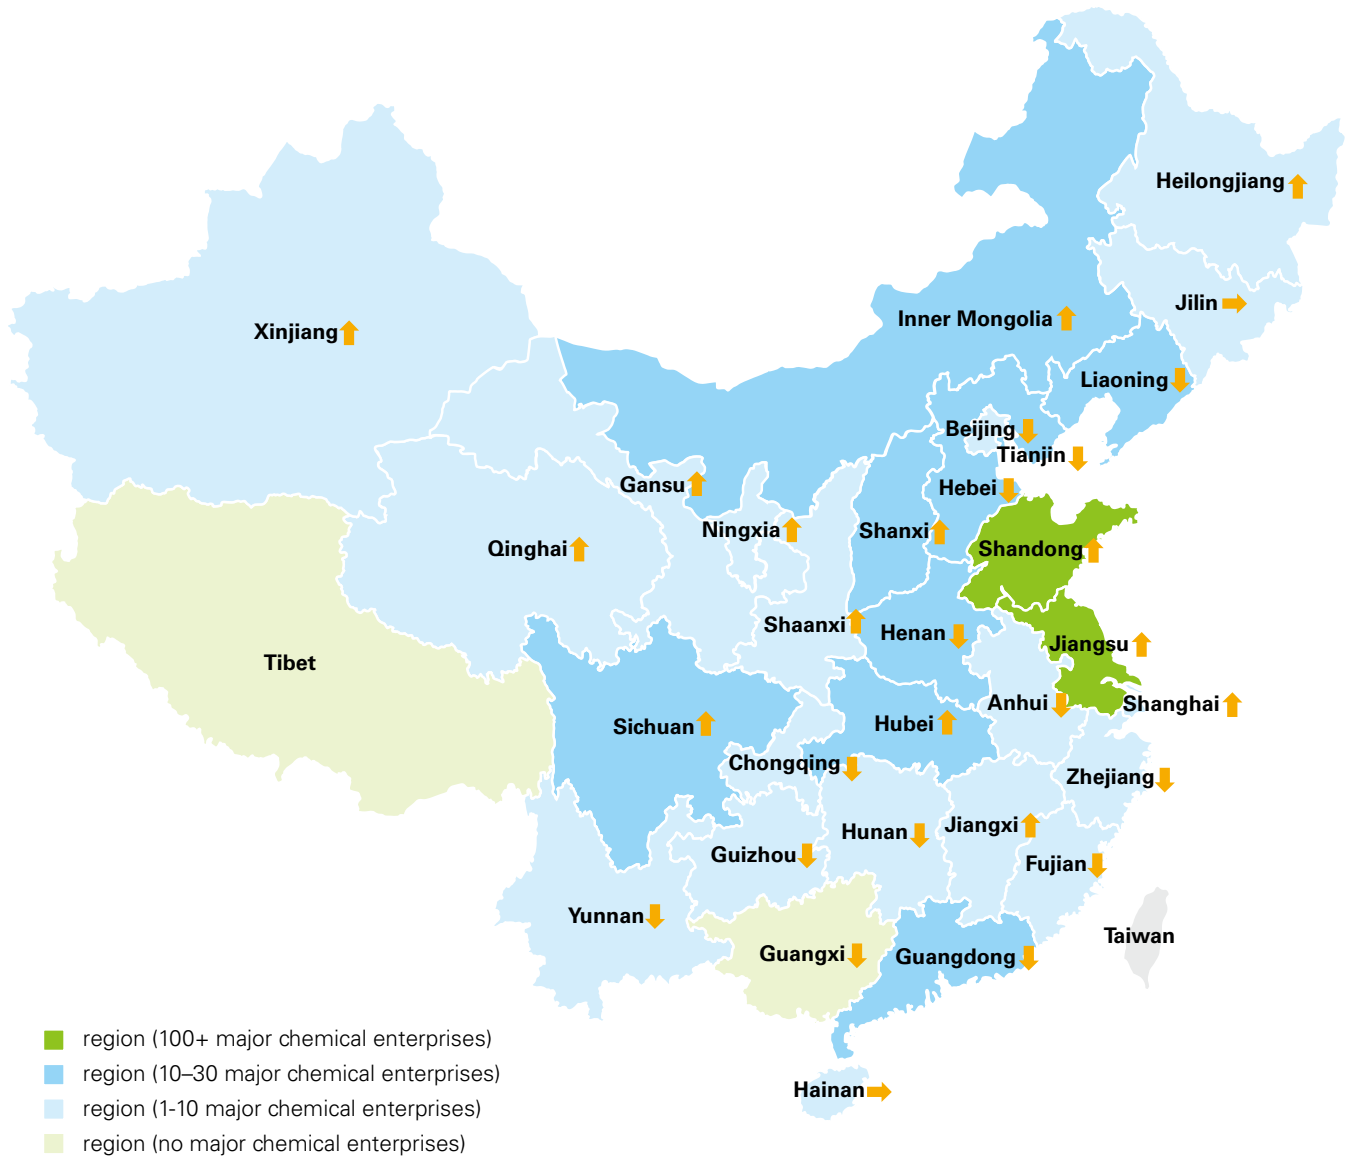 Heilongjiang
Jilin
Inner Mongolia
Xinjiang
Liaoning
Beijing
Tianjin
Gansu
Hebei
Ningxia
Shanxi
Qinghai
Shandong
Shaanxi
Henan
Jiangsu
Tibet
Anhui
Shanghai
Sichuan
Hubei
Chongqing
Zhejiang
Hunan
Jiangxi
Guizhou
Fujian
Yunnan
Taiwan
Guangxi
Guangdong
region (100+ major chemical enterprises)
region (10–30 major chemical enterprises)
Hainan
region (1-10 major chemical enterprises)
region (no major chemical enterprises)